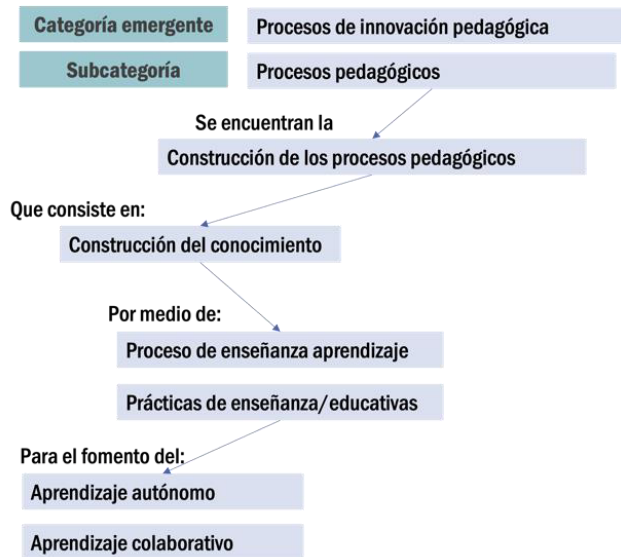 Categoría emergente
Procesos de innovación pedagógica
Subcategoría
Procesos pedagógicos
Se encuentran la
Construcción de los procesos pedagógicos
Que consiste en:
Construcción del conocimiento
Por medio de:
Proceso de enseñanza aprendizaje
Prácticas de enseñanza/educativas
Para el fomento del:
Aprendizaje autónomo
Aprendizaje colaborativo